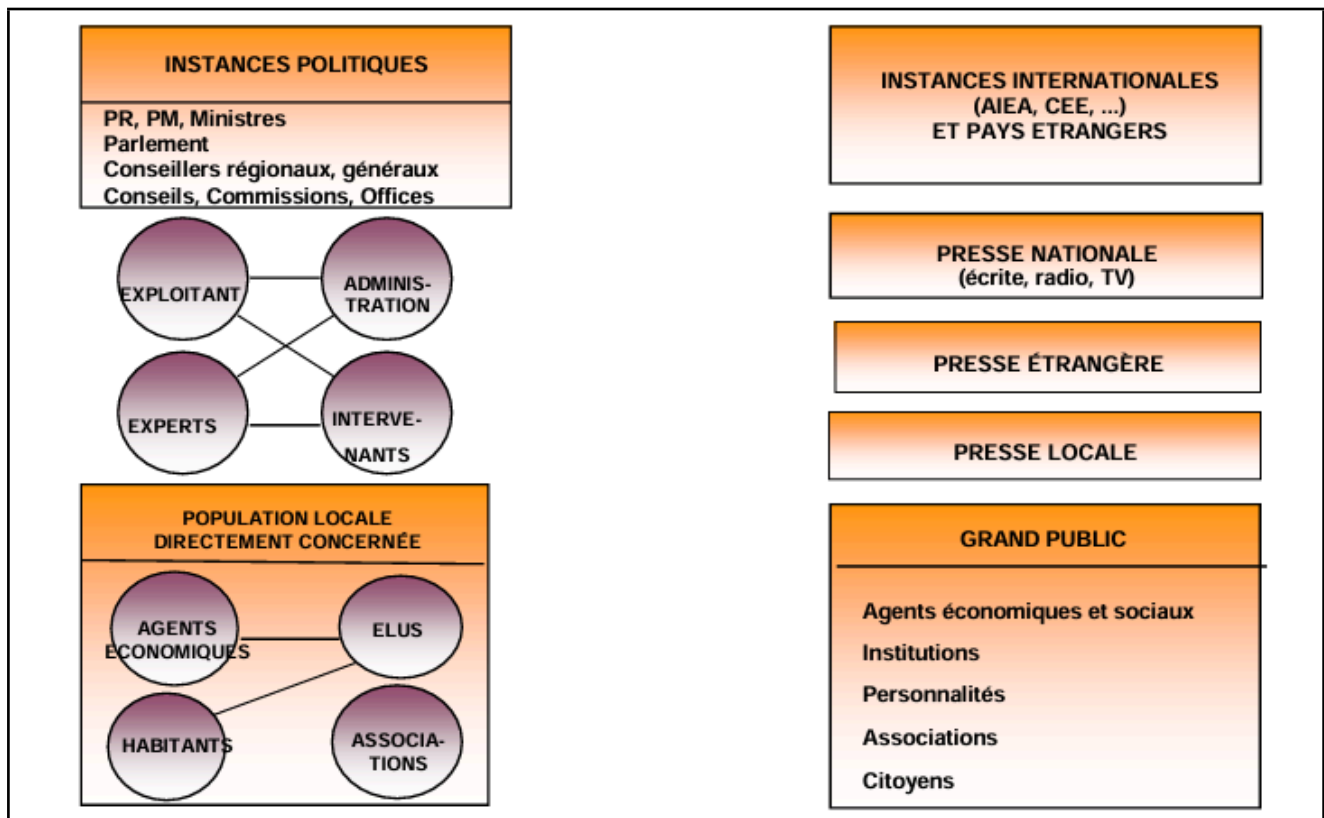 INSTANCES POLITIQUES
PR, PM, Ministres
Parlement
Conseillers régionaux, généraux
Conseils, Commissions, Offices
EXPLOITANT
ADMINIS-
TRATION
EXPERTS
INTERVE-
NANTS
POPULATION LOCALE
DIRECTEMENT CONCERNÉE
AGENTS
ECONOMIQUES
ELUS
HABITANTS
ASSOCIA-
TIONS
INSTANCES INTERNATIONALES
(AIEA, CEE, ...)
ET PAYS ETRANGERS
PRESSE NATIONALE
(écrite, radio, TV)
PRESSE ÉTRANGÈRE
PRESSE LOCALE
GRAND PUBLIC
Agents économiques et sociaux
Institutions
Personnalités
Associations
Citoyens